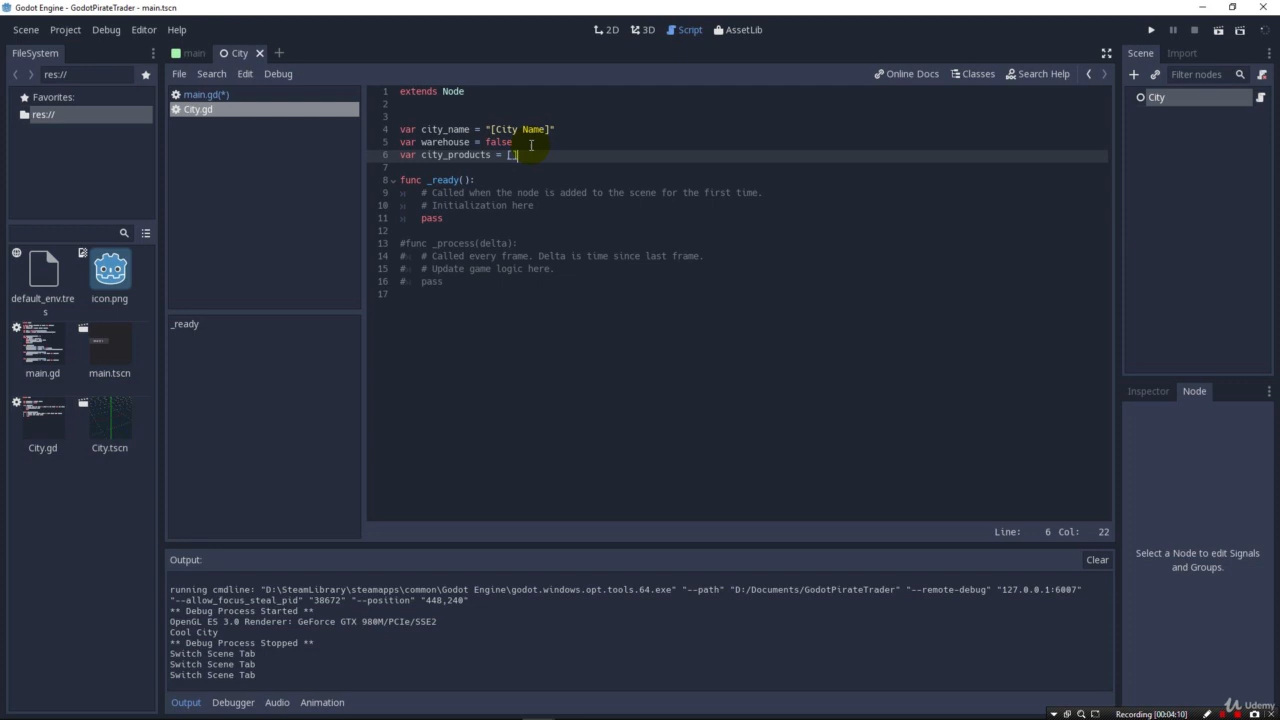 Godot Engine - GodotPirateTrader - main.tscn
Scene Project Debug Editor Help
2D 3D Script AssetLib
FileSystem
main City
Scene Import
res://
File Search Edit Debug
Online Docs Classes Search Help
Filter nodes
Favorites:
res://
main.gd(*)
City.gd
City
1 extends Node
2
3
4 var city_name = "[City Name]"
5 var warehouse = false
6 var city_products = []
7
8 func _ready():
9 # Called when the node is added to the scene for the first time.
10 # Initialization here
11 pass
12
13 #func _process(delta):
14 # # Called every frame. Delta is time since last frame.
15 # # Update game logic here.
16 # pass
17
default_env.tre
s
icon.png
main.gd
main.tscn
City.gd
City.tscn
_ready
Inspector Node
Select a Node to edit Signals
and Groups.
Line: 6 Col: 22
Output:
Clear
running cmdline: "D:\SteamLibrary\steamapps\common\Godot Engine\godot.windows.opt.tools.64.exe" "--path" "D:/Documents/GodotPirateTrader" "--remote-debug" "127.0.0.1:6007"
"--allow_focus_steal_pid" "38672" "--position" "448,240"
** Debug Process Started **
OpenGL ES 3.0 Renderer: GeForce GTX 980M/PCIe/SSE2
Cool City
** Debug Process Stopped **
Switch Scene Tab
Switch Scene Tab
Switch Scene Tab
Output Debugger Audio Animation
Udemy
Recording [00:04:10]